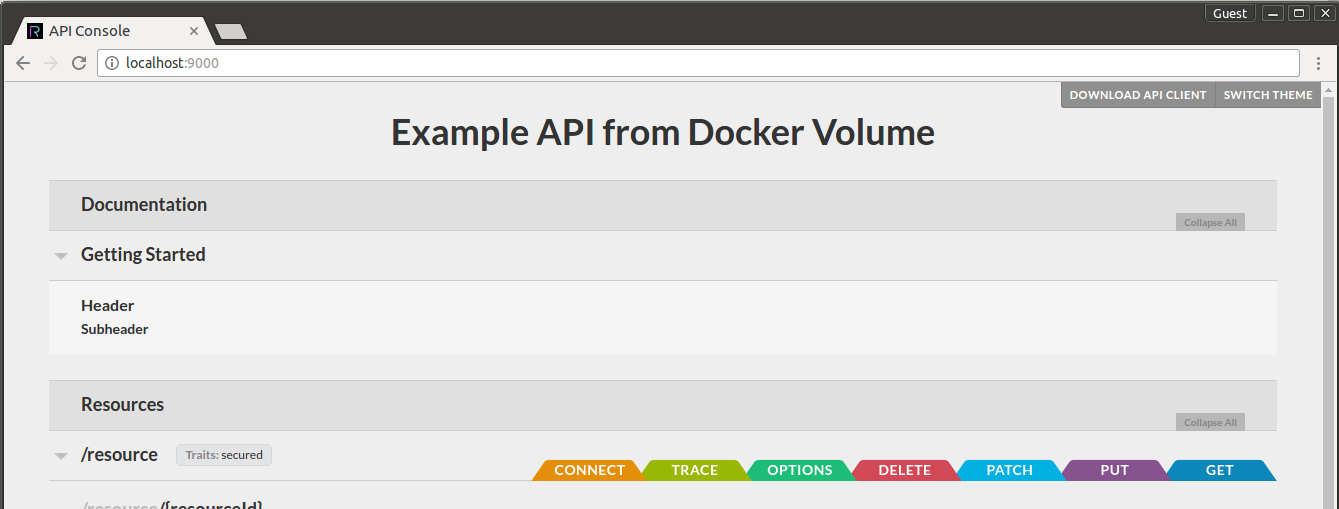 Guest
API Console
localhost:9000
DOWNLOAD API CLIENT SWITCH THEME
Example API from Docker Volume
Documentation
Collapse All
Getting Started
Header
Subheader
Resources
Collapse All
/resource Traits: secured
CONNECT TRACE OPTIONS DELETE PATCH PUT GET
/resource/{resourceId}